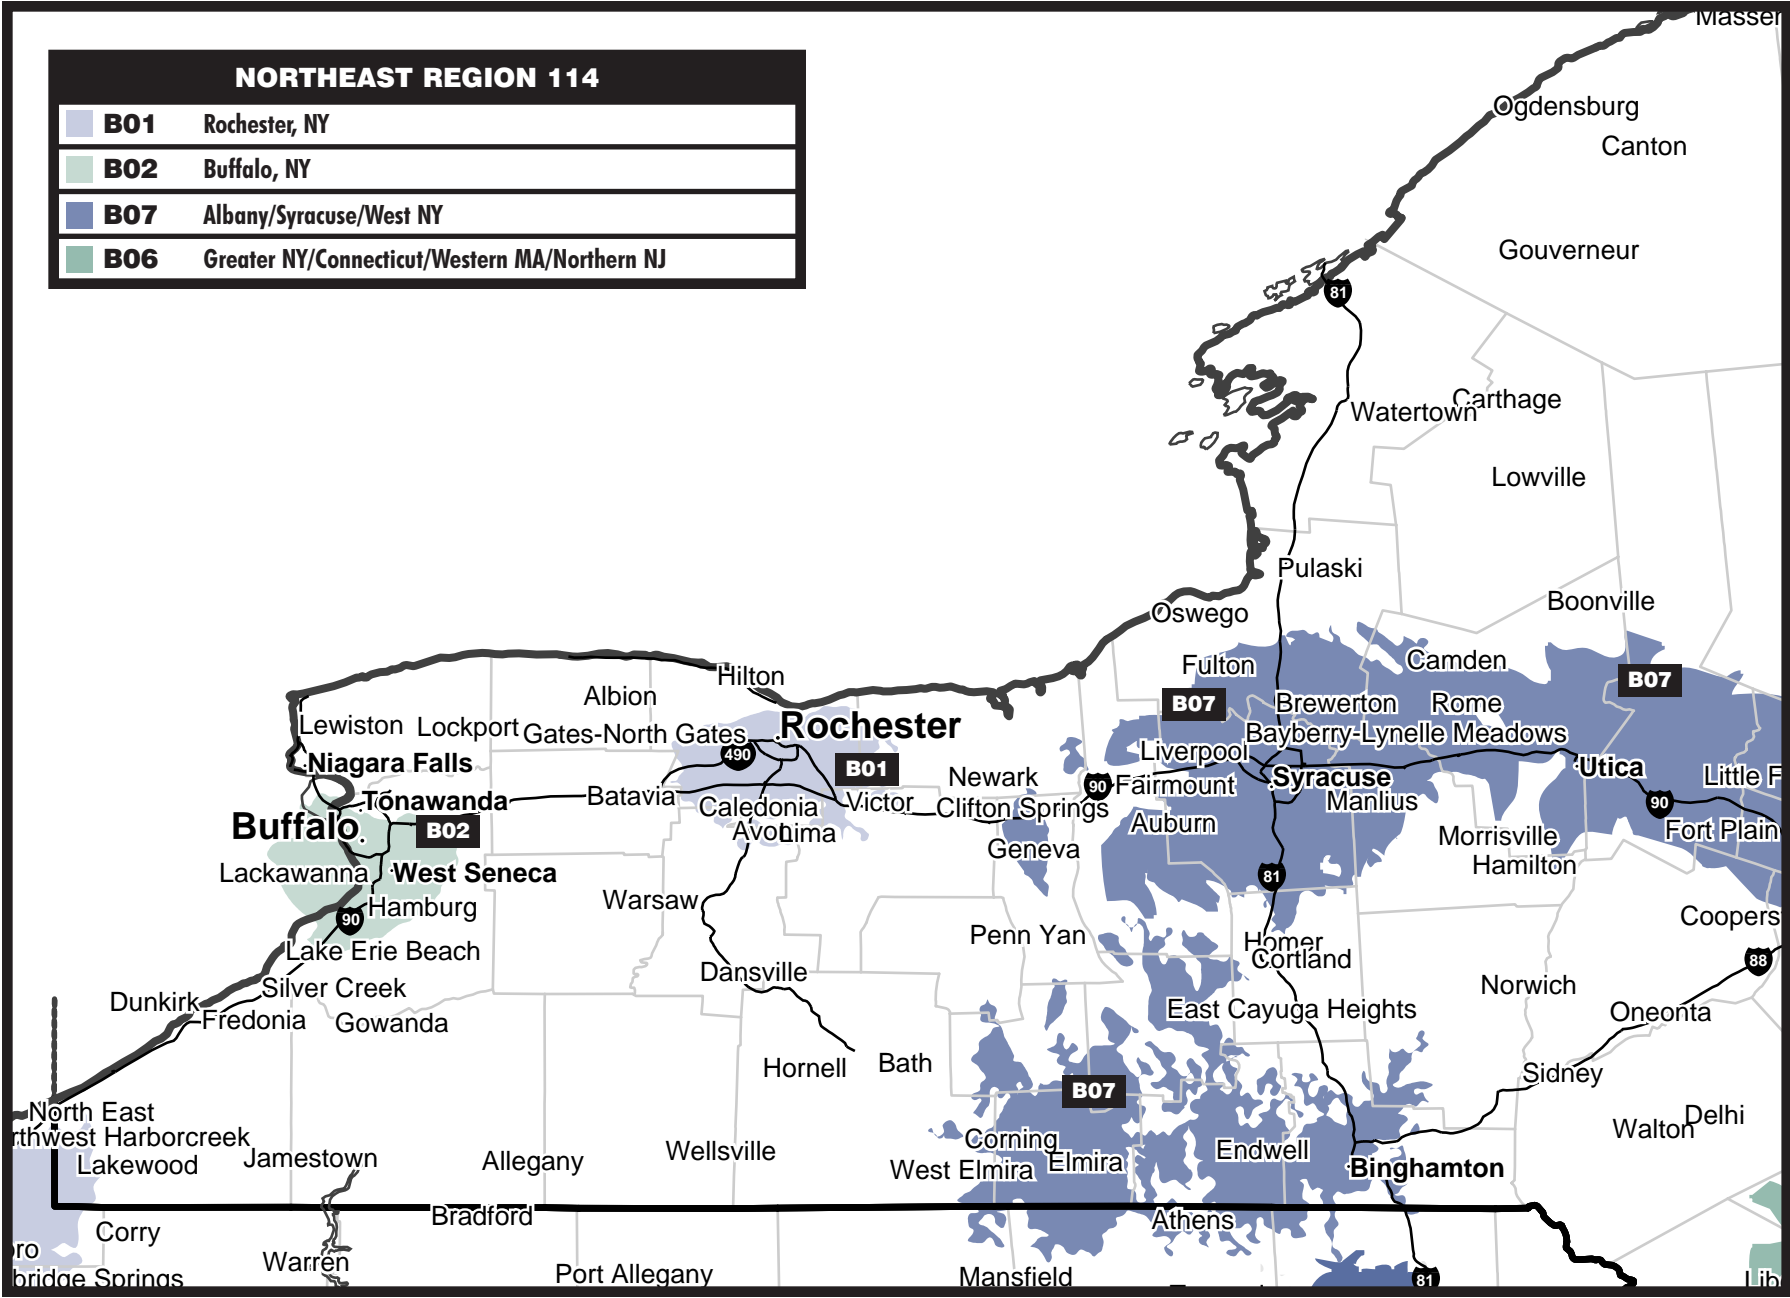 NORTHEAST REGION 114
B01 Rochester, NY
B02 Buffalo, NY
B07 Albany/Syracuse/West NY
B06 Greater NY/Connecticut/Western MA/Northern NJ
Ogdensburg
Canton
Gouverneur
81
Carthage
Watertown
Lowville
Pulaski
Boonville
Oswego
Fulton
Camden
Hilton
B07
Albion
B07
Brewerton
Rome
Lewiston
Lockport
Gates-North Gates
Rochester
Bayberry-Lynelle Meadows
Liverpool
490
Niagara Falls
B01
Newark
90
Fairmount
Syracuse
Utica
Little F
Tonawanda
Batavia
Caledonia
Victor
Clifton Springs
Manlius
90
Buffalo
B02
Avon
Lima
Auburn
Morrisville
Fort Plain
Geneva
Hamilton
Lackawanna
West Seneca
81
Warsaw
Hamburg
90
Penn Yan
Homer
Coopers
Lake Erie Beach
Cortland
88
Dansville
Silver Creek
Norwich
Dunkirk
Fredonia
Gowanda
East Cayuga Heights
Oneonta
Hornell
Bath
Sidney
B07
North East
Delhi
Walton
rthwest Harborcreek
Lakewood
Jamestown
Allegany
Wellsville
Corning
West Elmira
Elmira
Endwell
Binghamton
Bradford
Athens
Corry
Warren
Port Allegany
Mansfield
bridge Springs
81